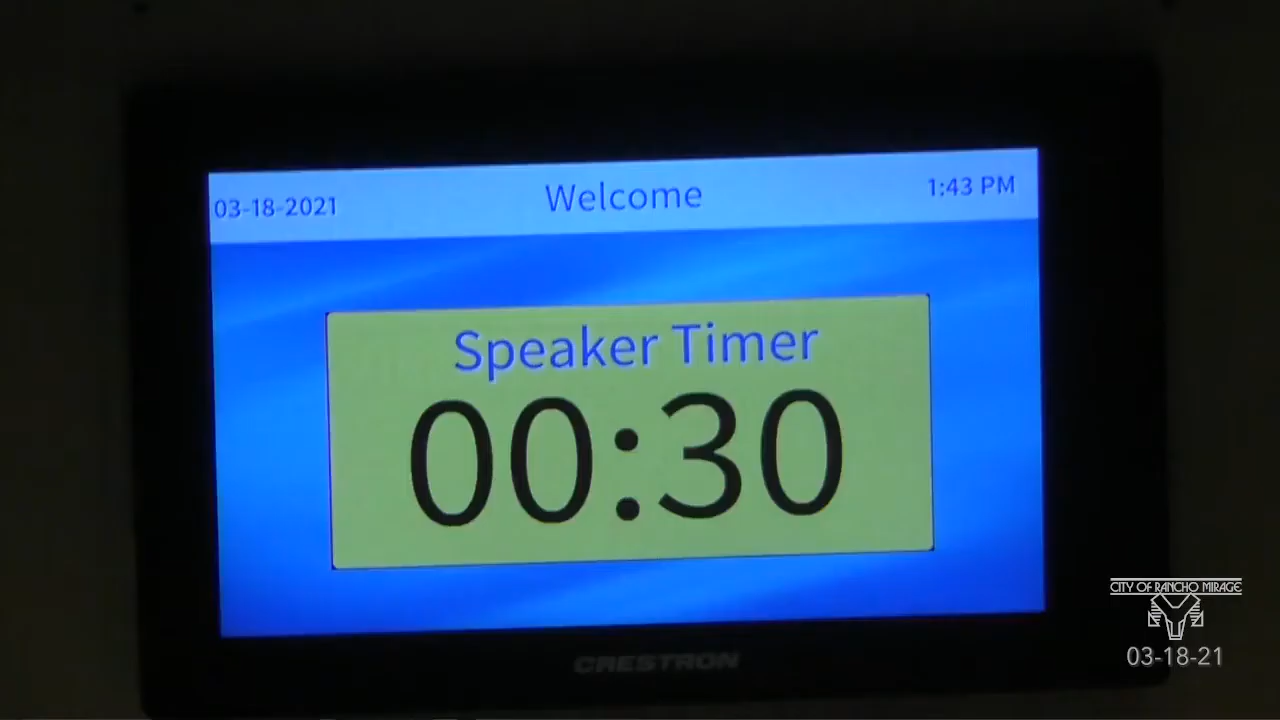 03-18-2021 Welcome 1:43 PM
Speaker Timer
00:30
CRESTRON
CITY OF RANCHO MIRAGE
03-18-21